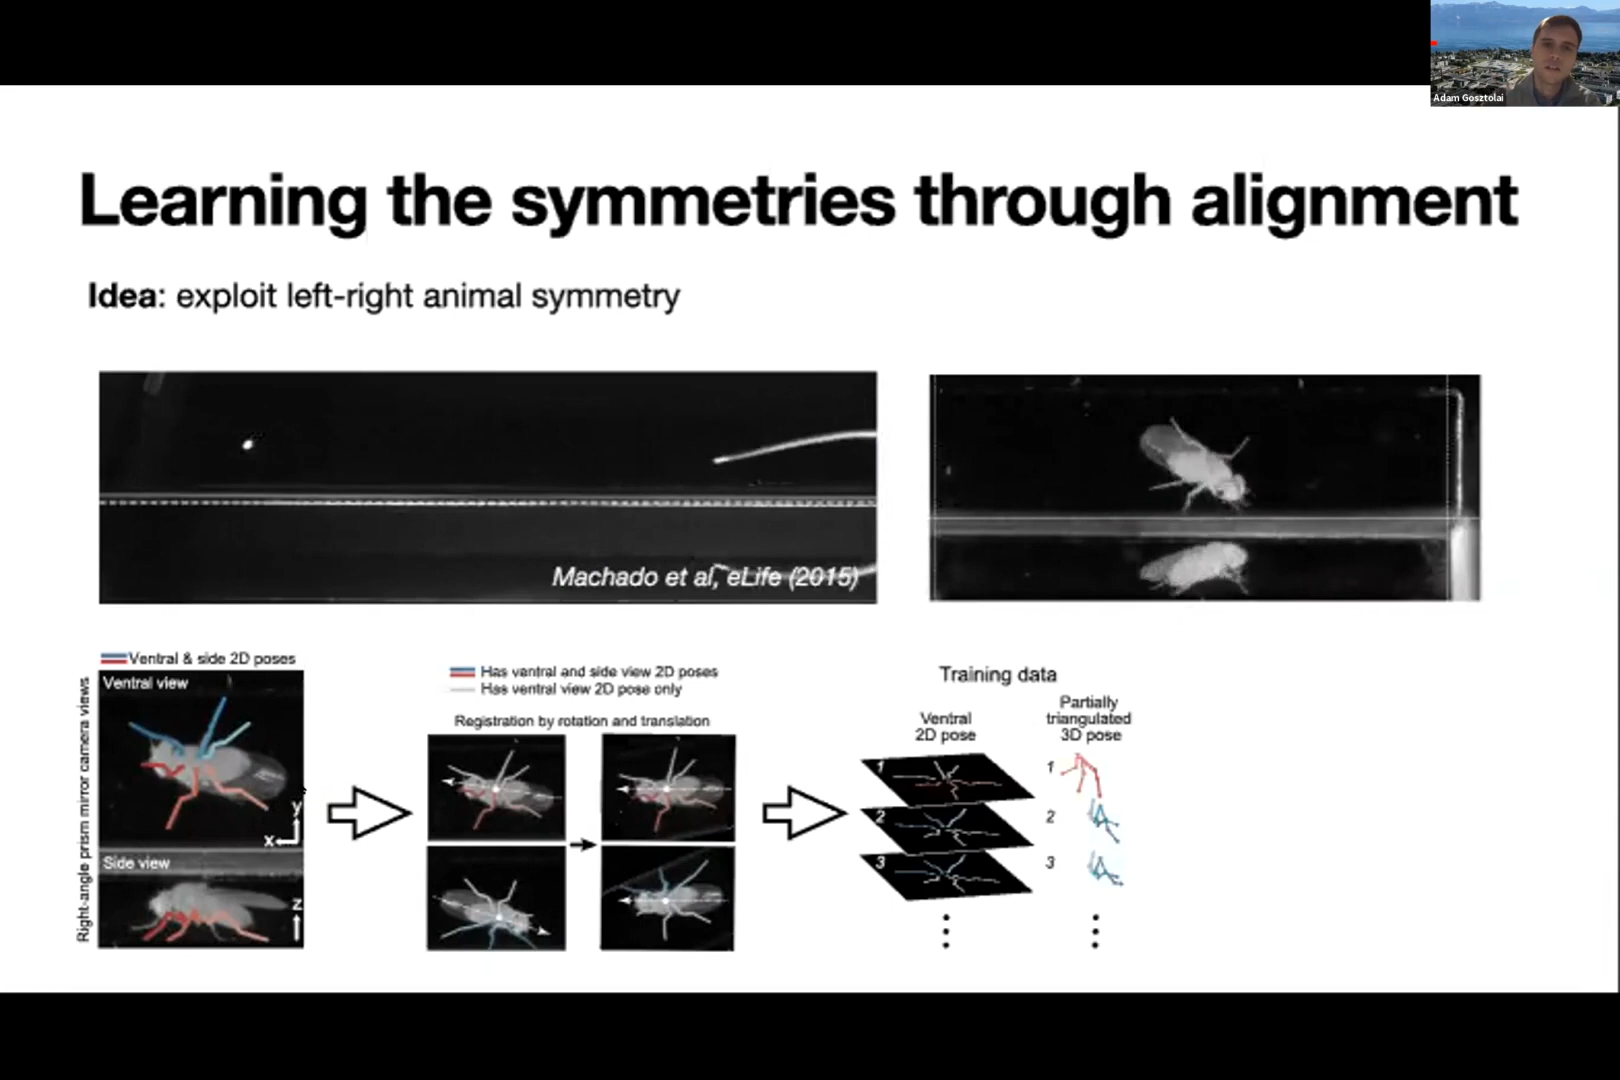 Adam Gosztolai
Learning the symmetries through alignment
Idea: exploit left-right animal symmetry
Machado et al, eLife (2015)
Right-angle prism mirror camera views
Ventral & side 2D poses
Ventral view
y
x
Side view
z
Has ventral and side view 2D poses
Has ventral view 2D pose only
Registration by rotation and translation
Training data
Ventral
2D pose
Partially
triangulated
3D pose
1
2
3
1
2
3